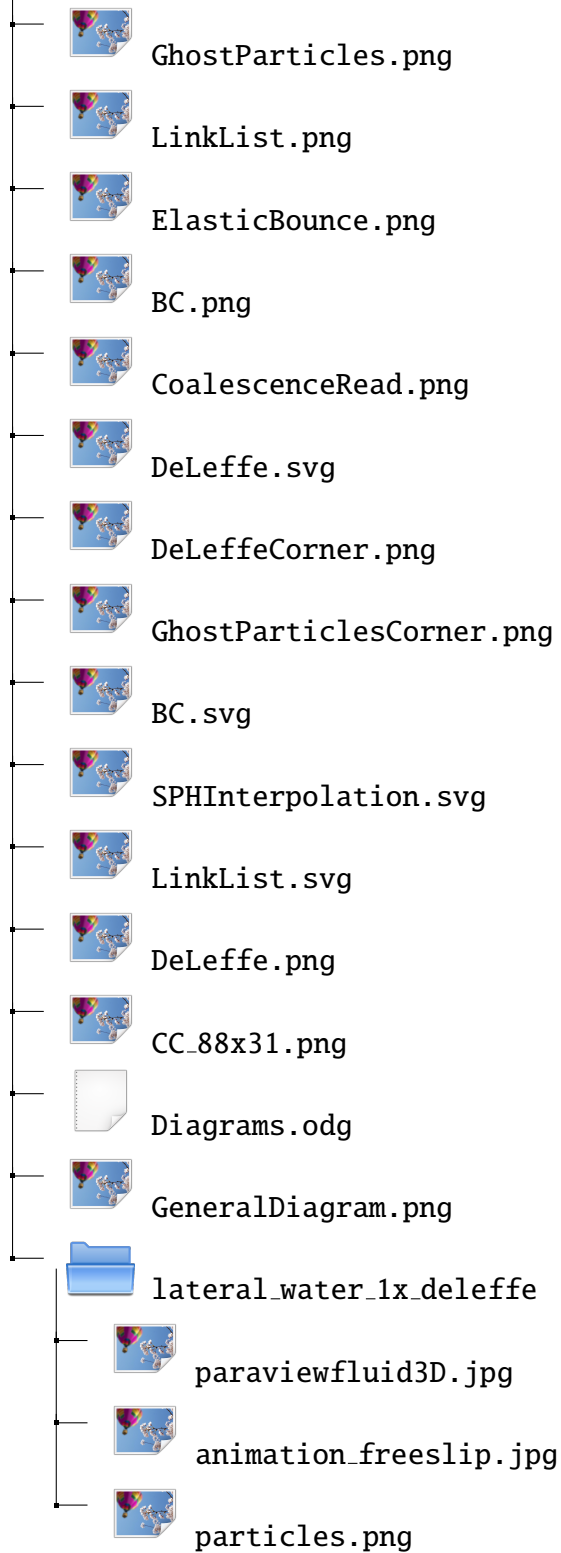 GhostParticles.png
LinkList.png
ElasticBounce.png
BC.png
CoalescenceRead.png
DeLeffe.svg
DeLeffeCorner.png
GhostParticlesCorner.png
BC.svg
SPHInterpolation.svg
LinkList.svg
DeLeffe.png
CC_88x31.png
Diagrams.odg
GeneralDiagram.png
lateral_water_1x_deleffe
paraviewfluid3D.jpg
animation_freeslip.jpg
particles.png